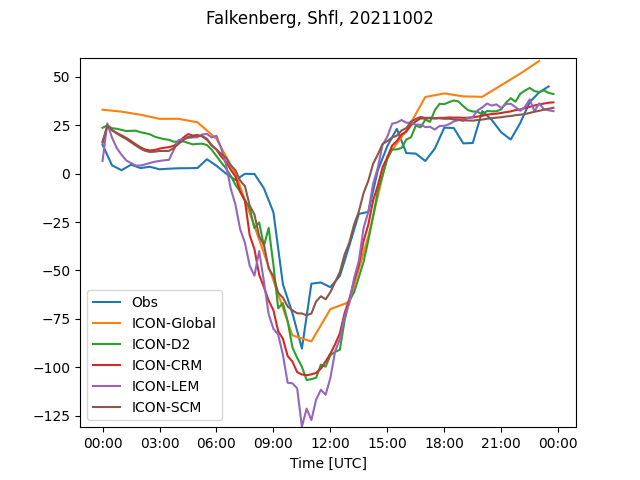 Falkenberg, Shfl, 20211002
50
25
0
−25
−50
−75
−100
−125
Obs
ICON-Global
ICON-D2
ICON-CRM
ICON-LEM
ICON-SCM
00:00 03:00 06:00 09:00 12:00 15:00 18:00 21:00 00:00
Time [UTC]